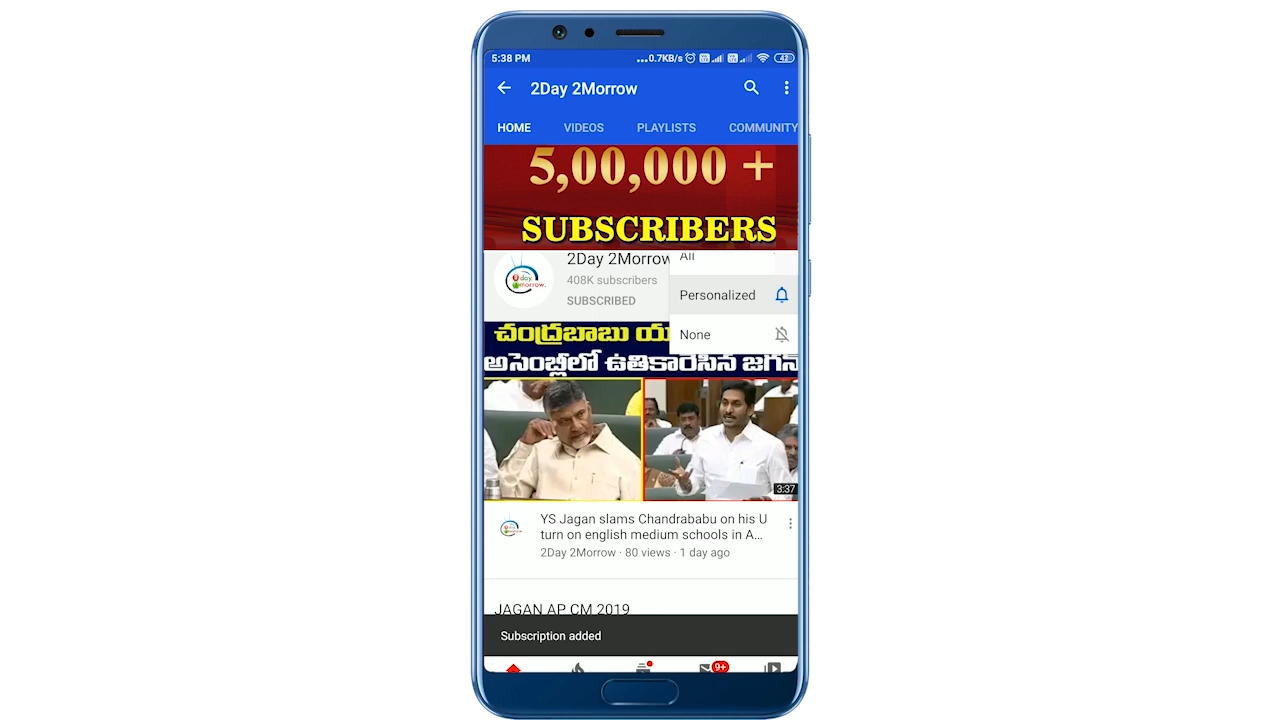 5:38 PM
...0.7KB/s
42
2Day 2Morrow
HOME VIDEOS PLAYLISTS COMMUNITY
5,00,000 +
SUBSCRIBERS
2Day 2Morrow
408K subscribers
SUBSCRIBED
All
Personalized
None
చంద్రబాబు
అసెంబ్లీలో ఉతికారేసిన జగన్
3:37
YS Jagan slams Chandrababu on his U
turn on english medium schools in A...
2Day 2Morrow · 80 views · 1 day ago
JAGAN AP CM 2019
Subscription added
9+